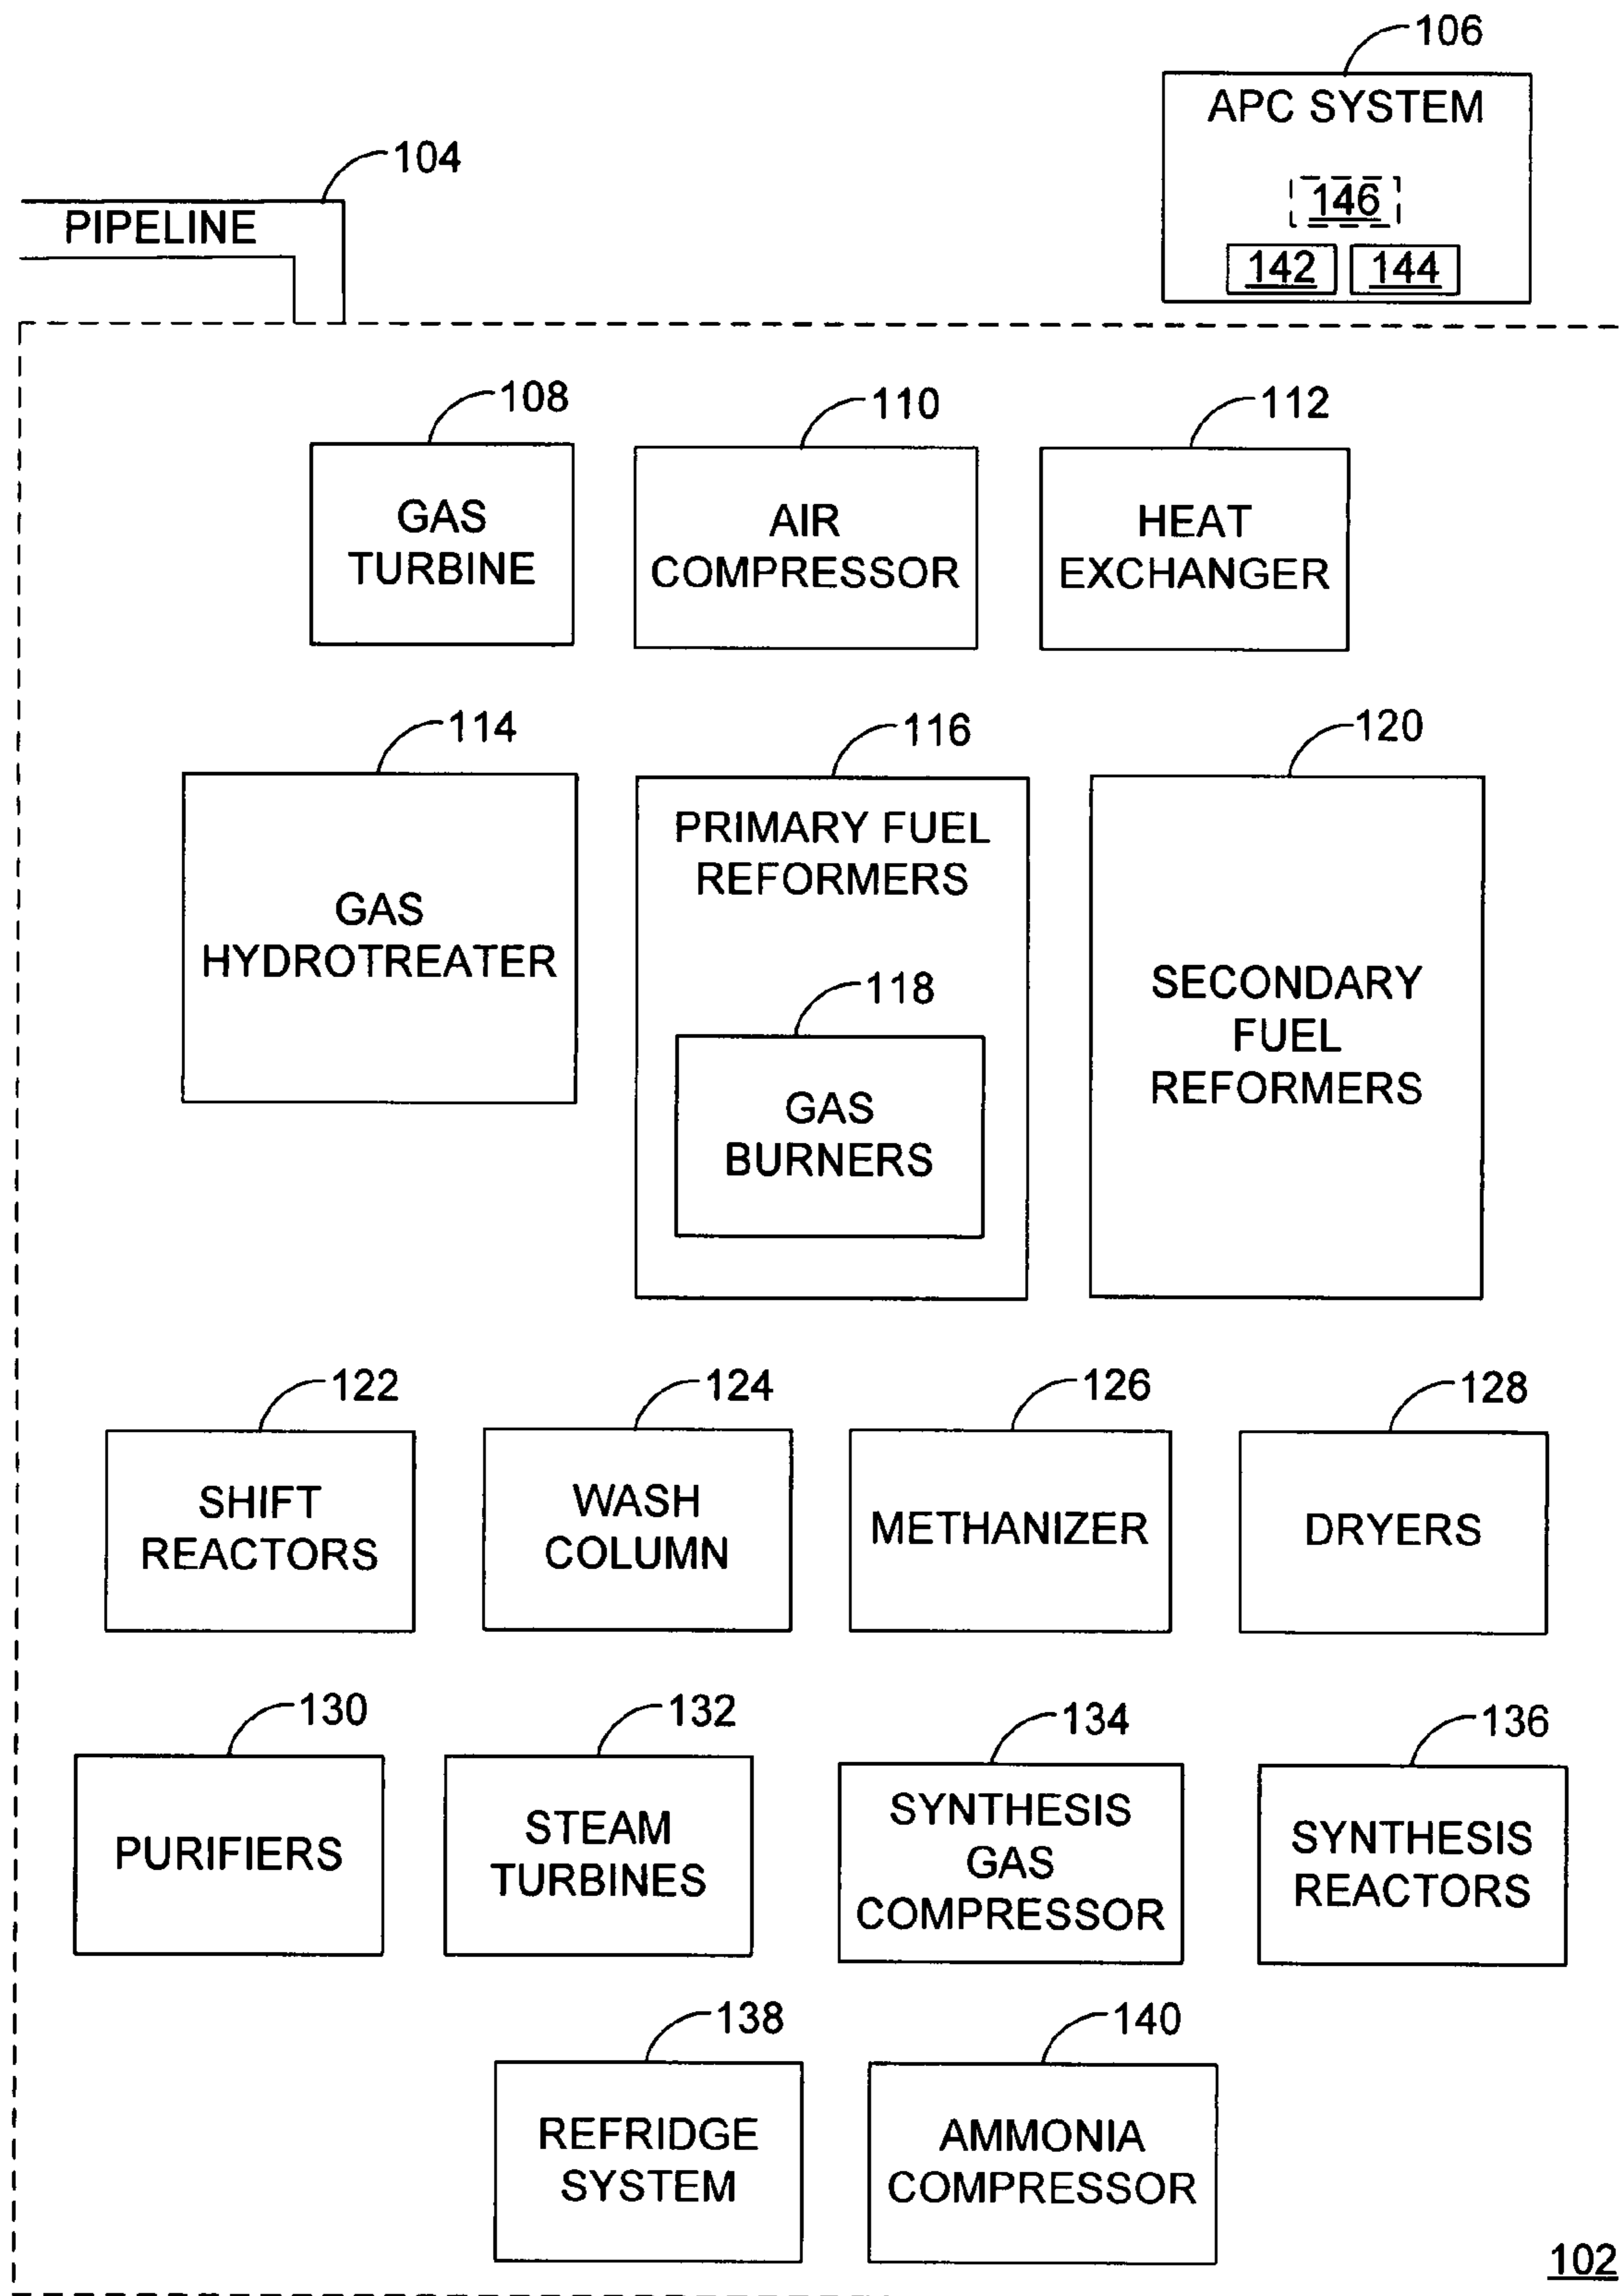 106
APC SYSTEM
146
142 144
104
PIPELINE
108
GAS
TURBINE
110
AIR
COMPRESSOR
112
HEAT
EXCHANGER
114
GAS
HYDROTREATER
116
PRIMARY FUEL
REFORMERS
118
GAS
BURNERS
120
SECONDARY
FUEL
REFORMERS
122
SHIFT
REACTORS
124
WASH
COLUMN
126
METHANIZER
128
DRYERS
130
PURIFIERS
132
STEAM
TURBINES
134
SYNTHESIS
GAS
COMPRESSOR
136
SYNTHESIS
REACTORS
138
REFRIDGE
SYSTEM
140
AMMONIA
COMPRESSOR
102